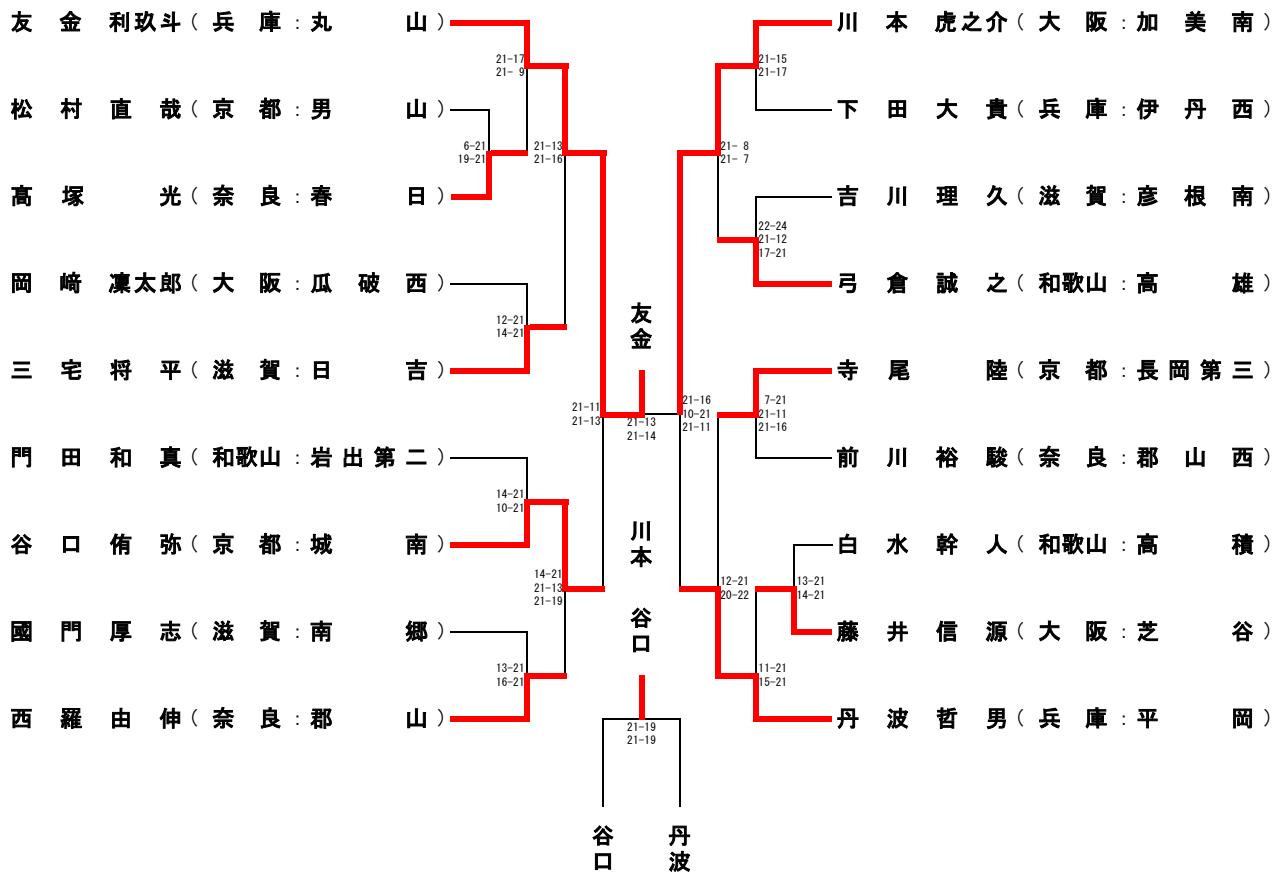 友金利玖斗（兵庫：丸山）
21-17
21- 9
松村直哉（京都：男山）
6-21
19-21
21-13
21-16
髙塚光（奈良：春日）
岡﨑凜太郎（大阪：瓜破西）
12-21
14-21
三宅将平（滋賀：日吉）
21-11
21-13
門田和真（和歌山：岩出第二）
14-21
10-21
谷口侑弥（京都：城南）
14-21
21-13
21-19
國門厚志（滋賀：南郷）
13-21
16-21
西羅由伸（奈良：郡山）
友金
21-13
21-14
川本
谷口
21-19
21-19
谷口
丹波
川本虎之介（大阪：加美南）
21-15
21-17
下田大貴（兵庫：伊丹西）
21- 8
21- 7
吉川理久（滋賀：彦根南）
22-24
21-12
17-21
弓倉誠之（和歌山：高雄）
寺尾陸（京都：長岡第三）
21-16
10-21
21-11
7-21
21-11
21-16
前川裕駿（奈良：郡山西）
白水幹人（和歌山：高積）
12-21
20-22
13-21
14-21
藤井信源（大阪：芝谷）
11-21
15-21
丹波哲男（兵庫：平岡）